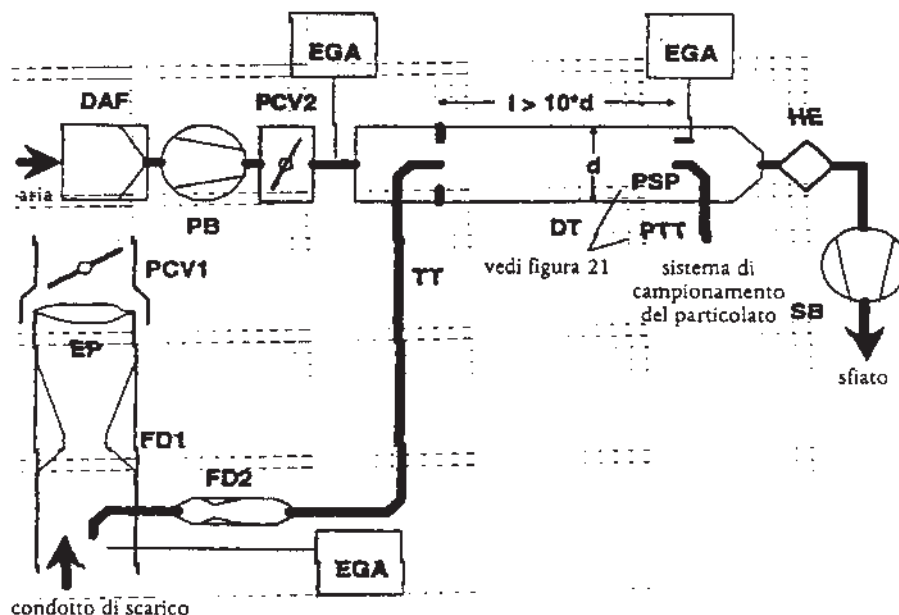 EGA
EGA
DAF
PCV2
l > 10*d
HE
aria
PB
d
PSP
DT
PTT
vedi figura 21
sistema di
campionamento
del particolato
SB
sfiato
PCV1
TT
EP
FD1
FD2
EGA
condotto di scarico